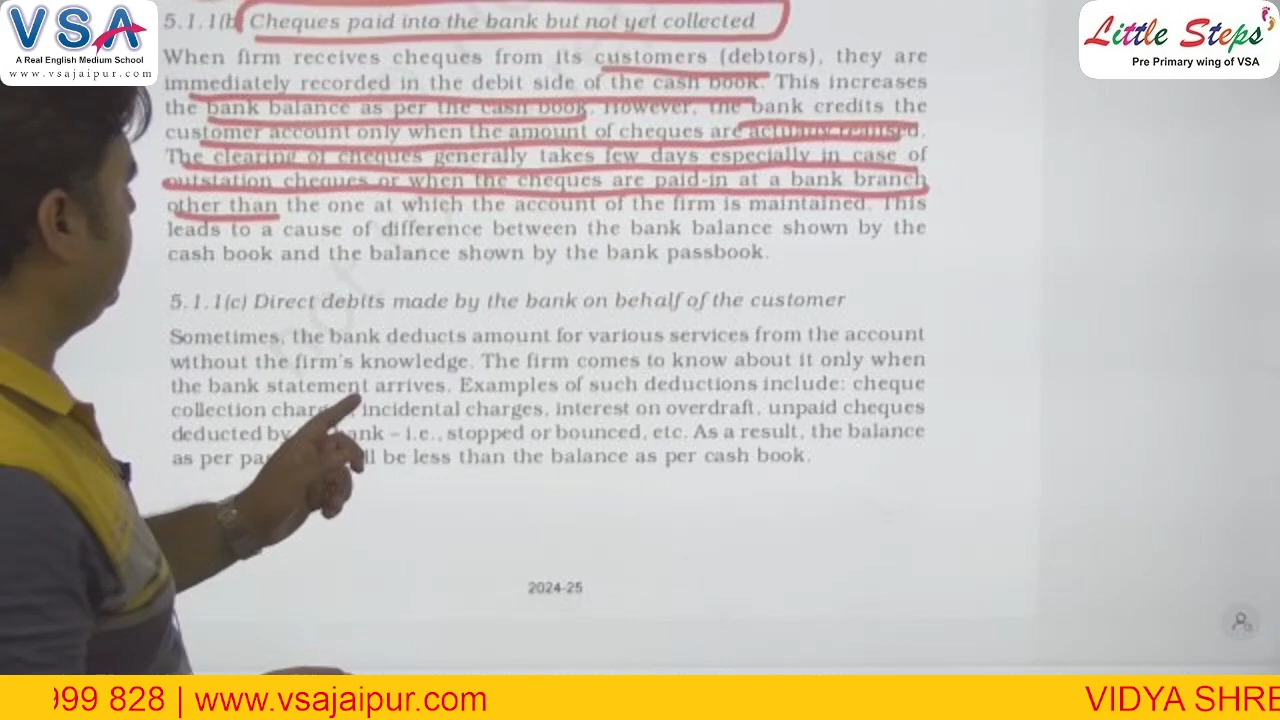 VSA
A Real English Medium School
www.vsajaipur.com
Little Steps
Pre Primary wing of VSA
5.1.1(b) Cheques paid into the bank but not yet collected
When firm receives cheques from its customers (debtors), they are
immediately recorded in the debit side of the cash book. This increases
the bank balance as per the cash book. However, the bank credits the
customer account only when the amount of cheques are actually realised.
The clearing of cheques generally takes few days especially in case of
outstation cheques or when the cheques are paid-in at a bank branch
other than the one at which the account of the firm is maintained. This
leads to a cause of difference between the bank balance shown by the
cash book and the balance shown by the bank passbook.
5.1.1(c) Direct debits made by the bank on behalf of the customer
Sometimes, the bank deducts amount for various services from the account
without the firm's knowledge. The firm comes to know about it only when
the bank statement arrives. Examples of such deductions include: cheque
collection incidental charges, interest on overdraft, unpaid cheques
deducted by – i.e., stopped or bounced, etc. As a result, the balance
as per be less than the balance as per cash book.
2024-25
999 828 | www.vsajaipur.com
VIDYA SHRE